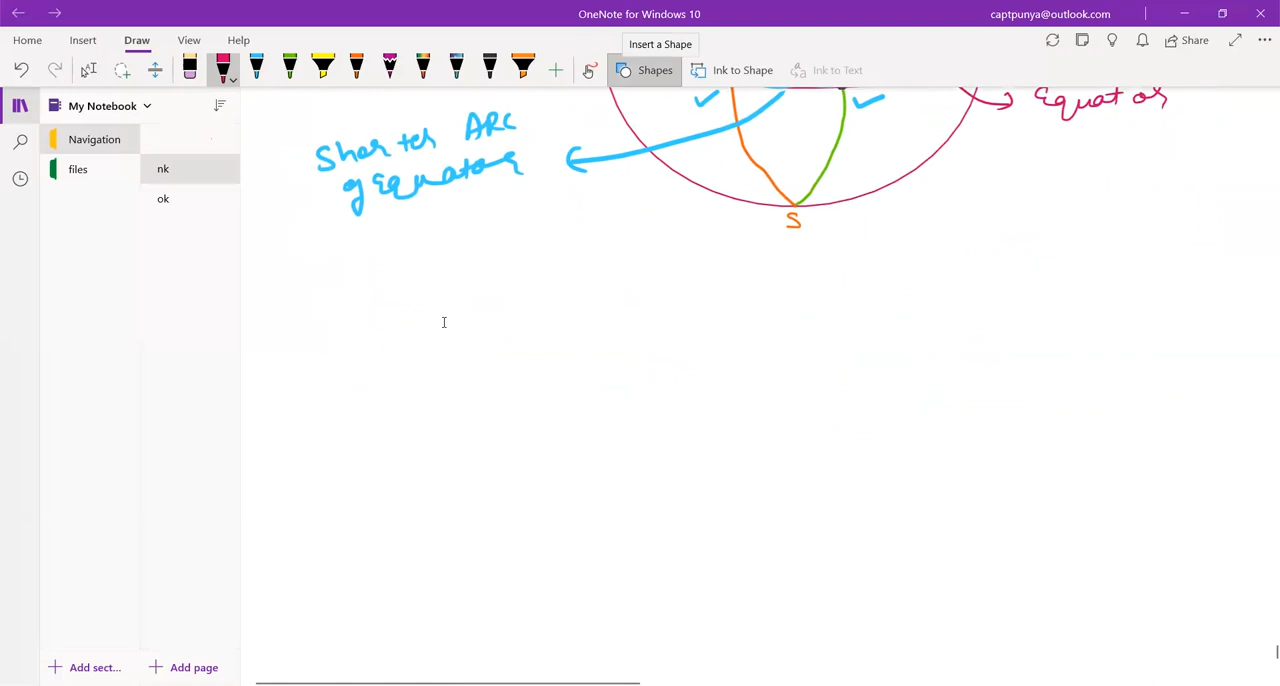 OneNote for Windows 10
captpunya@outlook.com
Home
Insert
Draw
View
Help
Insert a Shape
Share
Shapes
Ink to Shape
Ink to Text
My Notebook
Navigation
files
nk
ok
Equator
Shorter ARC
of Equator
S
Add sect...
Add page